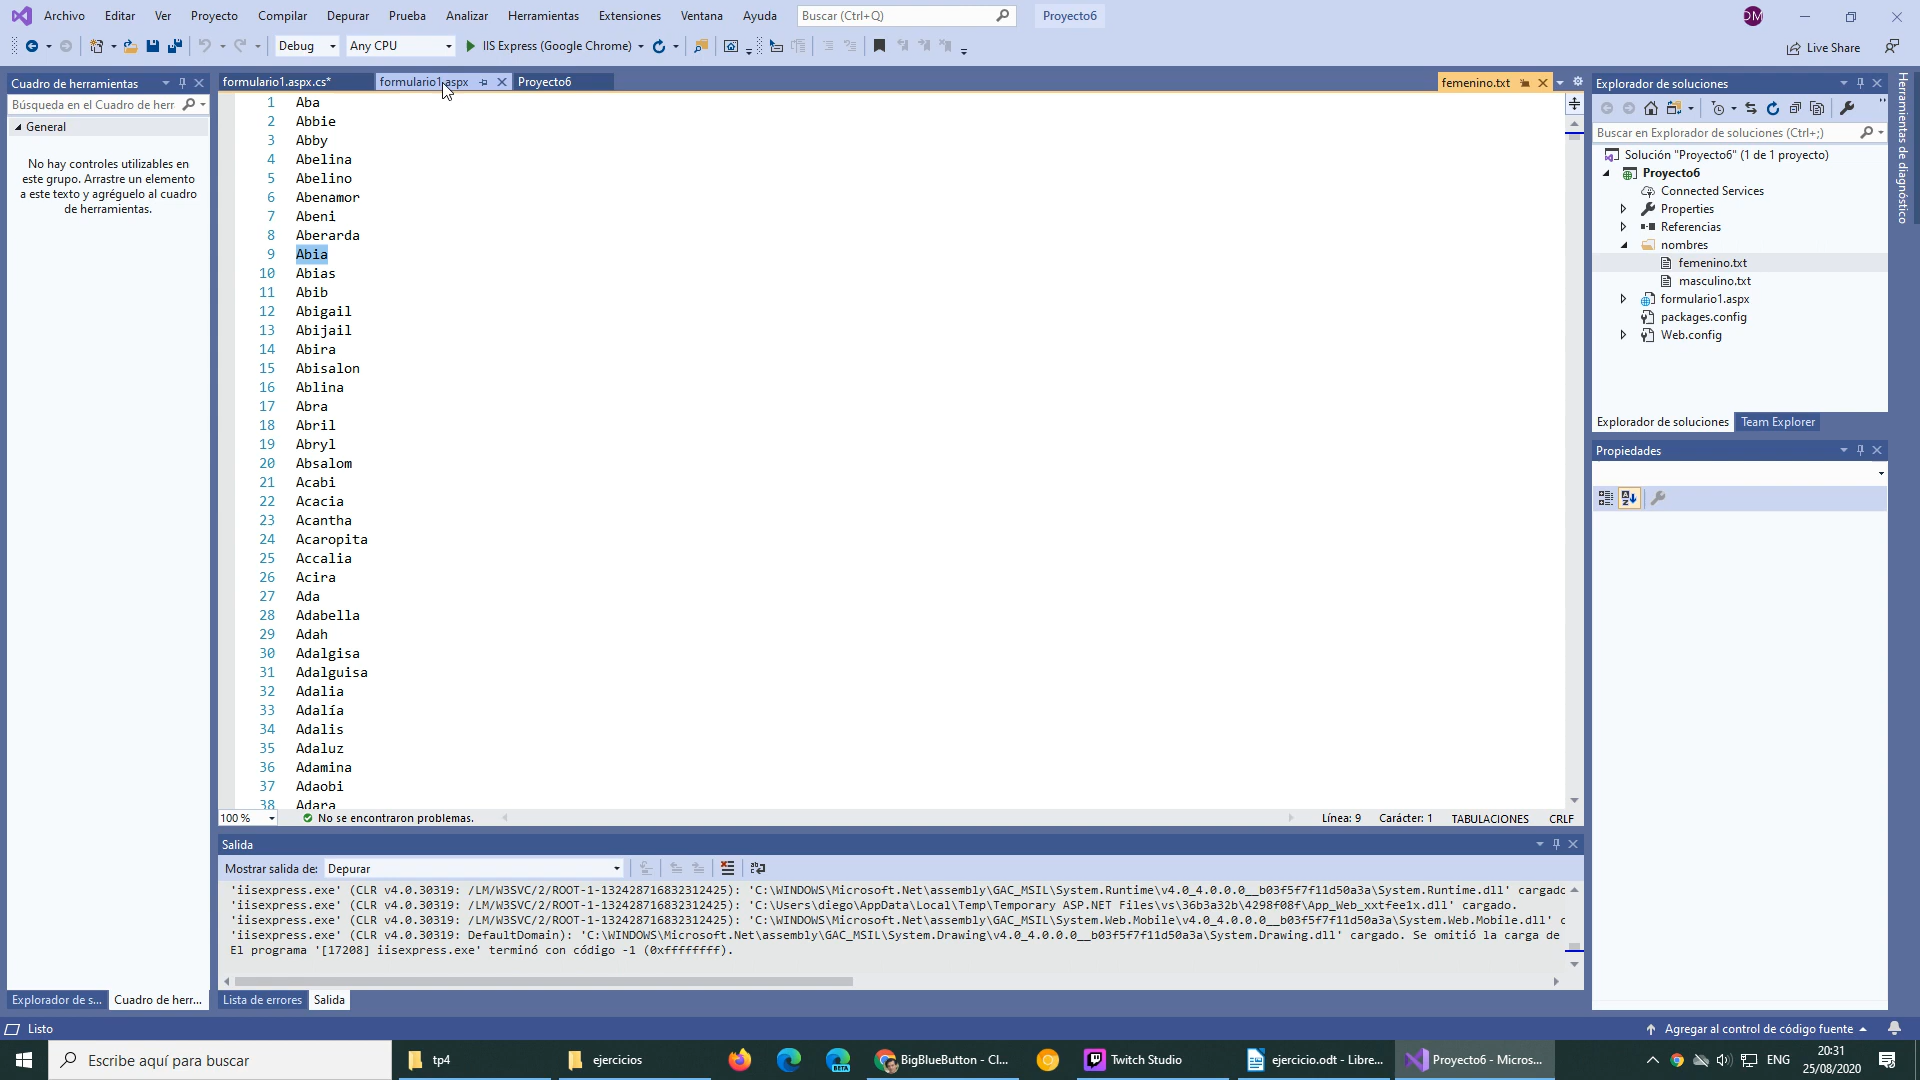 Archivo Editar Ver Proyecto Compilar Depurar Prueba Analizar Herramientas Extensiones Ventana Ayuda Buscar (Ctrl+Q) Proyecto6 DM
Debug Any CPU IIS Express (Google Chrome) Live Share
Cuadro de herramientas
Búsqueda en el Cuadro de herr
General
No hay controles utilizables en
este grupo. Arrastre un elemento
a este texto y agréguelo al cuadro
de herramientas.
Explorador de s... Cuadro de herr...
formulario1.aspx.cs* formulario1.aspx Proyecto6 femenino.txt
1 Aba
2 Abbie
3 Abby
4 Abelina
5 Abelino
6 Abenamor
7 Abeni
8 Aberarda
9 Abia
10 Abias
11 Abib
12 Abigail
13 Abijail
14 Abira
15 Abisalon
16 Ablina
17 Abra
18 Abril
19 Abryl
20 Absalom
21 Acabi
22 Acacia
23 Acantha
24 Acaropita
25 Accalia
26 Acira
27 Ada
28 Adabella
29 Adah
30 Adalgisa
31 Adalguisa
32 Adalia
33 Adalía
34 Adalis
35 Adaluz
36 Adamina
37 Adaobi
38 Adara
100 % No se encontraron problemas. Línea: 9 Carácter: 1 TABULACIONES CRLF
Salida
Mostrar salida de: Depurar
'iisexpress.exe' (CLR v4.0.30319: /LM/W3SVC/2/ROOT-1-132428716832312425): 'C:\WINDOWS\Microsoft.Net\assembly\GAC_MSIL\System.Runtime\v4.0_4.0.0.0__b03f5f7f11d50a3a\System.Runtime.dll' cargado
'iisexpress.exe' (CLR v4.0.30319: /LM/W3SVC/2/ROOT-1-132428716832312425): 'C:\Users\diego\AppData\Local\Temp\Temporary ASP.NET Files\vs\36b3a32b\4298f08f\App_Web_xxtfee1x.dll' cargado.
'iisexpress.exe' (CLR v4.0.30319: /LM/W3SVC/2/ROOT-1-132428716832312425): 'C:\WINDOWS\Microsoft.Net\assembly\GAC_MSIL\System.Web.Mobile\v4.0_4.0.0.0__b03f5f7f11d50a3a\System.Web.Mobile.dll' c
'iisexpress.exe' (CLR v4.0.30319: DefaultDomain): 'C:\WINDOWS\Microsoft.Net\assembly\GAC_MSIL\System.Drawing\v4.0_4.0.0.0__b03f5f7f11d50a3a\System.Drawing.dll' cargado. Se omitió la carga de
El programa '[17208] iisexpress.exe' terminó con código -1 (0xffffffff).
Lista de errores Salida
Explorador de soluciones
Buscar en Explorador de soluciones (Ctrl+;)
Solución "Proyecto6" (1 de 1 proyecto)
Proyecto6
Connected Services
Properties
Referencias
nombres
femenino.txt
masculino.txt
formulario1.aspx
packages.config
Web.config
Explorador de soluciones Team Explorer
Propiedades
Herramientas de diagnóstico
Listo Agregar al control de código fuente
Escribe aquí para buscar tp4 ejercicios BETA BigBlueButton - Cl... Twitch Studio ejercicio.odt - Libre... Proyecto6 - Micros... ENG 20:31
25/08/2020